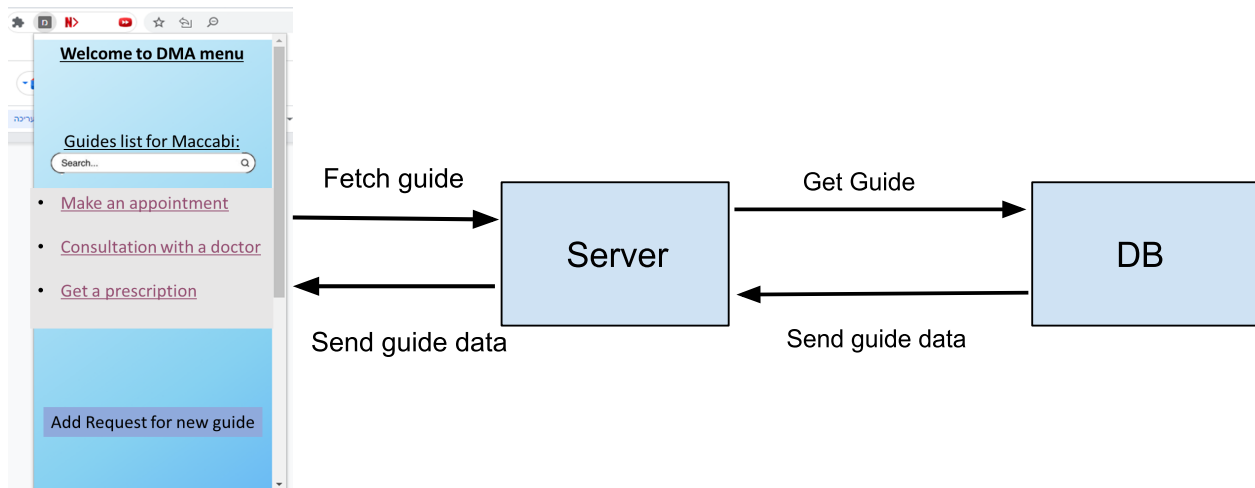 Welcome to DMA menu
עריכה
Guides list for Maccabi:
Search...
• Make an appointment
• Consultation with a doctor
• Get a prescription
Add Request for new guide
Fetch guide
Send guide data
Server
Get Guide
Send guide data
DB